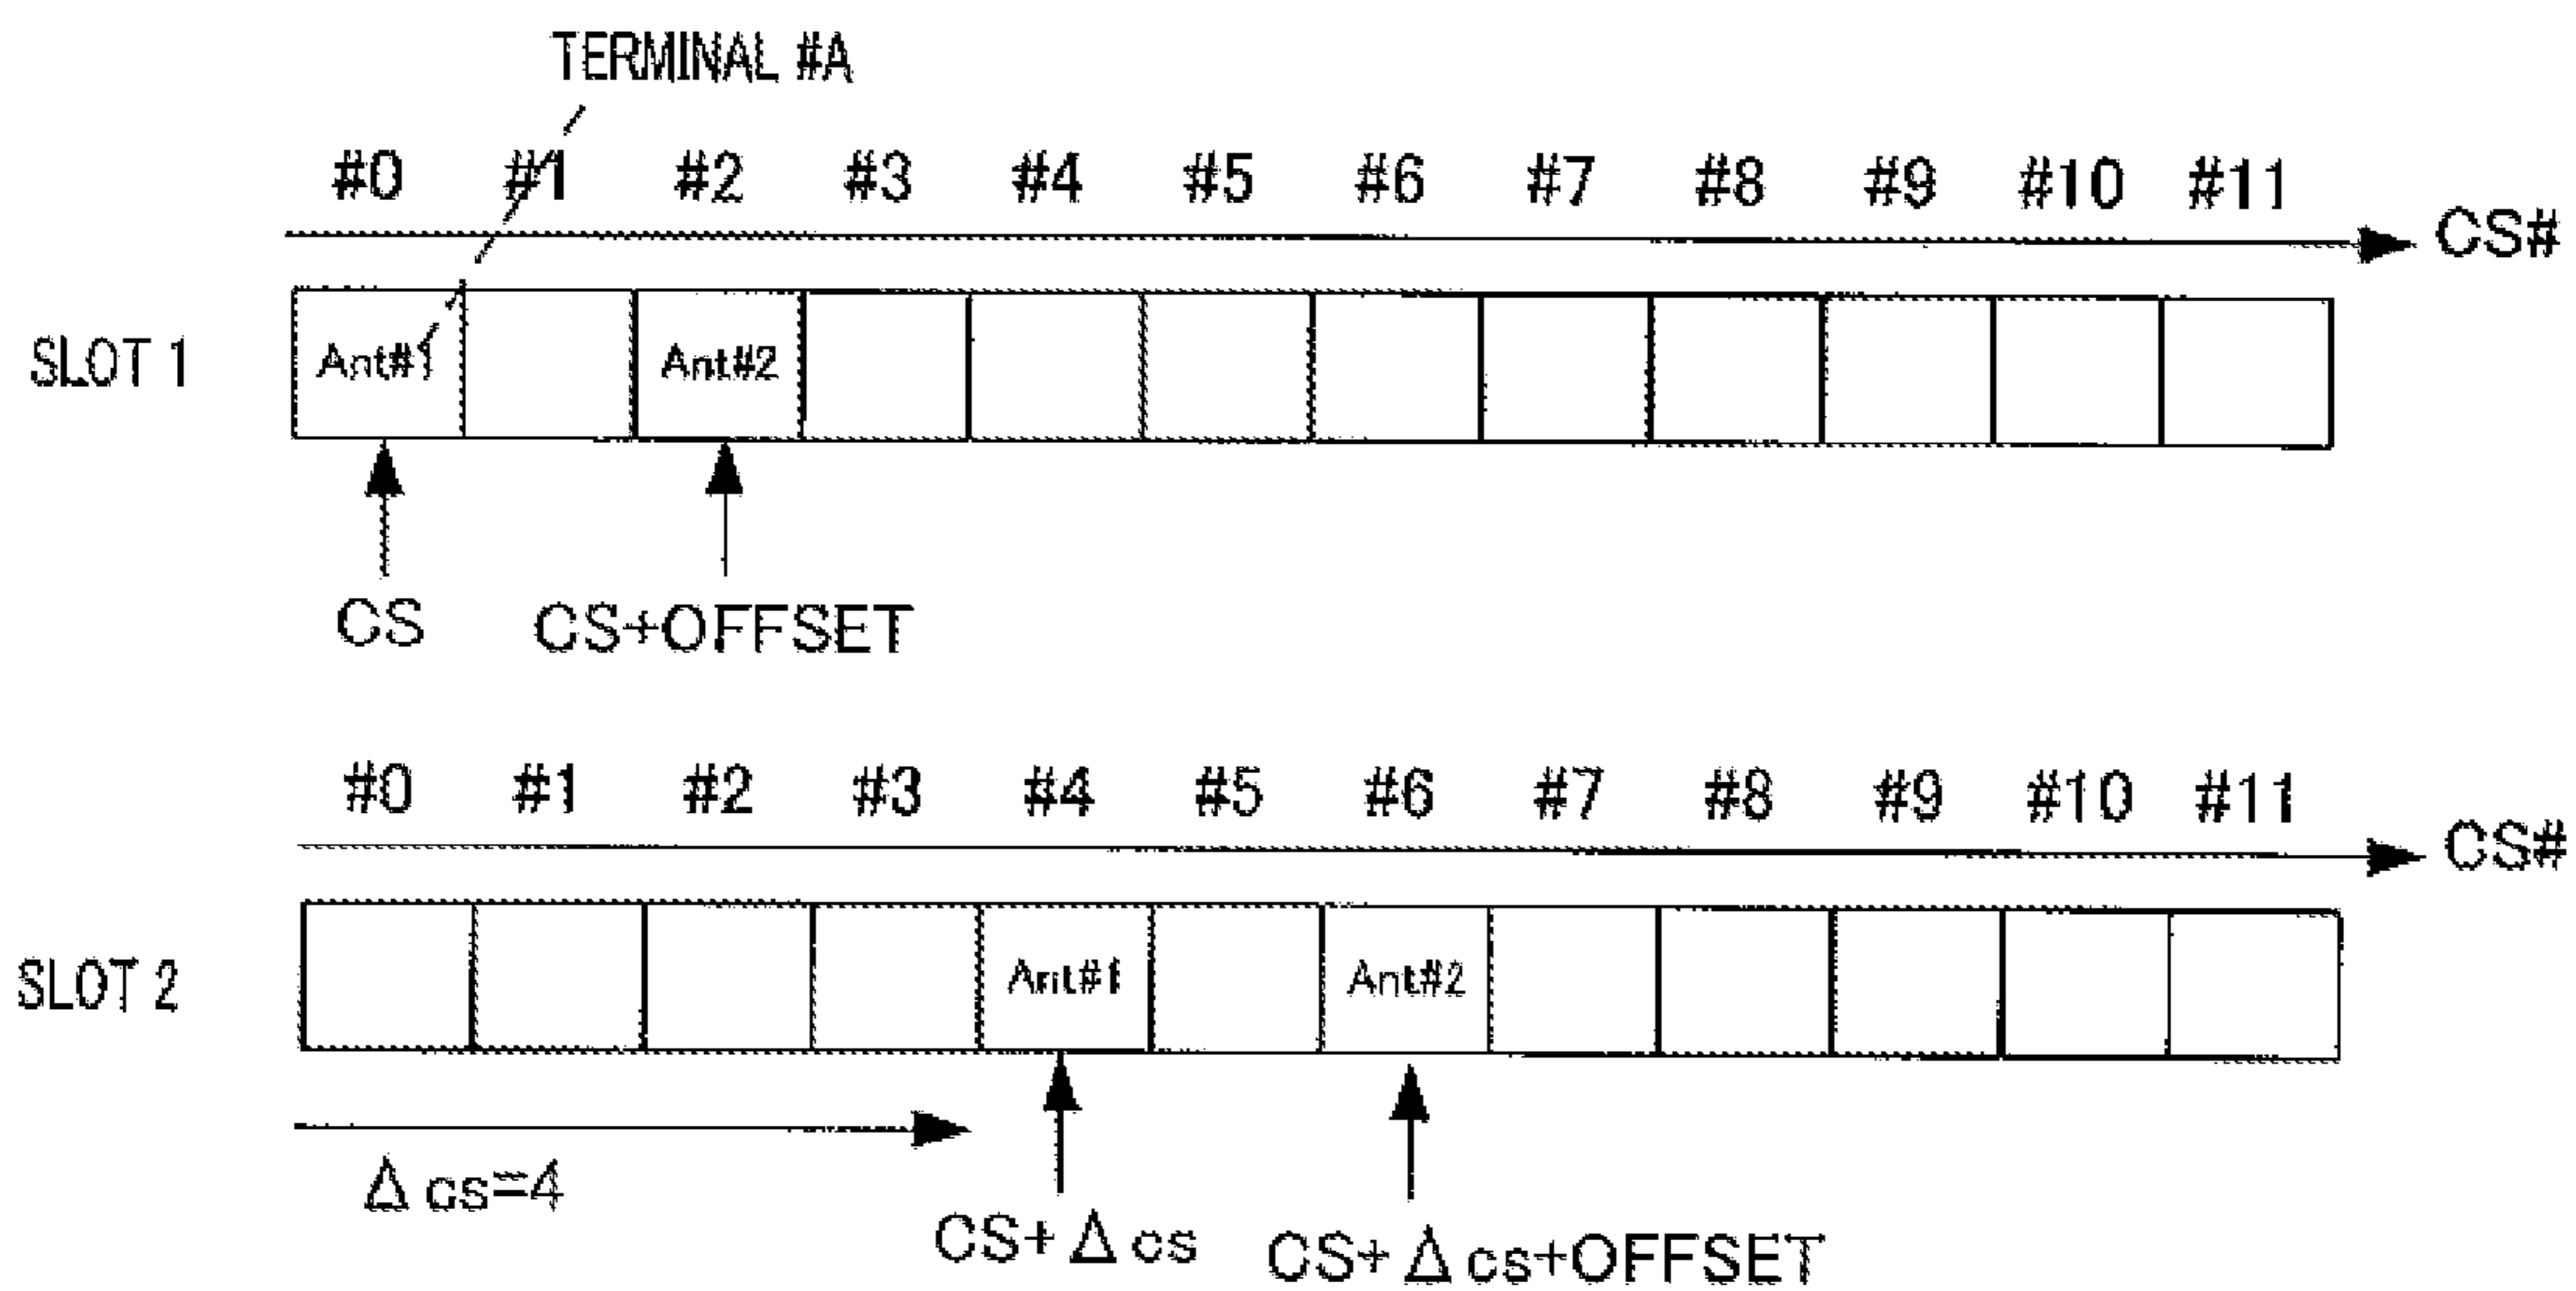 TERMINAL #A
#0 #1 #2 #3 #4 #5 #6 #7 #8 #9 #10 #11
CS#
SLOT 1 Ant#1 Ant#2
CS CS+OFFSET
#0 #1 #2 #3 #4 #5 #6 #7 #8 #9 #10 #11
CS#
SLOT 2 Ant#1 Ant#2
Δcs=4
CS+Δcs CS+Δcs+OFFSET